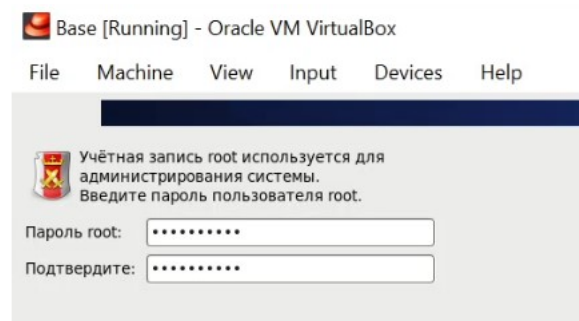 Base [Running] - Oracle VM VirtualBox
File Machine View Input Devices Help
Учётная запись root используется для
администрирования системы.
Введите пароль пользователя root.
Пароль root: ••••••••••
Подтвердите: ••••••••••